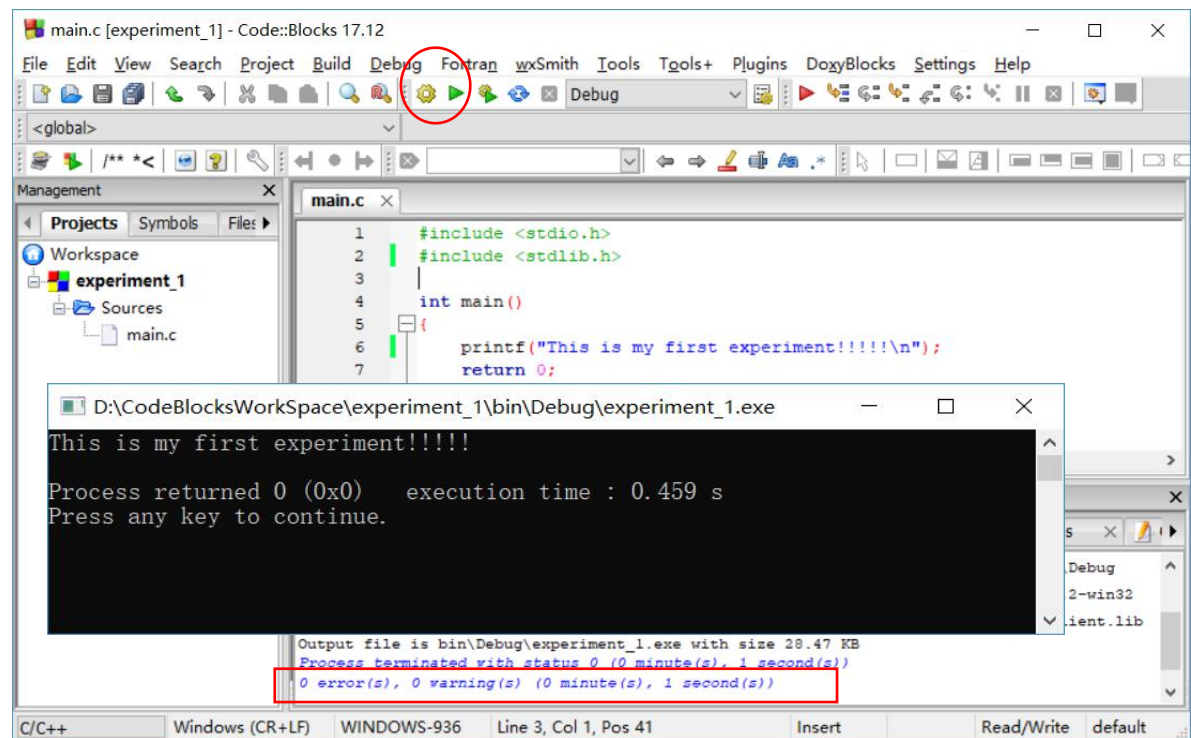 main.c [experiment_1] - Code::Blocks 17.12
File Edit View Search Project Build Debug Fortran wxSmith Tools Tools+ Plugins DoxyBlocks Settings Help
Debug
<global>
/** *<
.*
Management
Projects Symbols Files
main.c
Workspace
experiment_1
Sources
main.c
1 #include <stdio.h>
2 #include <stdlib.h>
3
4 int main()
5 {
6 printf("This is my first experiment!!!!!\n");
7 return 0;
D:\CodeBlocksWorkSpace\experiment_1\bin\Debug\experiment_1.exe
This is my first experiment!!!!!
Process returned 0 (0x0) execution time : 0.459 s
Press any key to continue.
s
\Debug
2-win32
ient.lib
Output file is bin\Debug\experiment_1.exe with size 28.47 KB
Process terminated with status 0 (0 minute(s), 1 second(s))
0 error(s), 0 warning(s) (0 minute(s), 1 second(s))
C/C++ Windows (CR+LF) WINDOWS-936 Line 3, Col 1, Pos 41 Insert Read/Write default